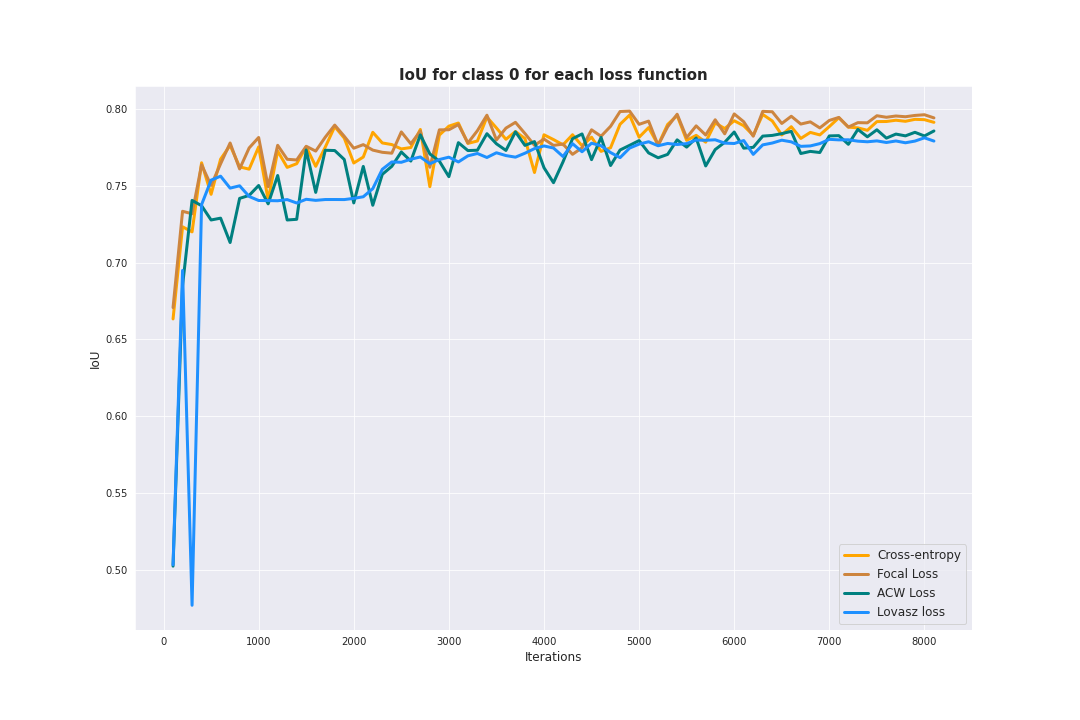 IoU for class 0 for each loss function
0.80
0.75
0.70
0.65
0.60
0.55
0.50
IoU
0 1000 2000 3000 4000 5000 6000 7000 8000
Iterations
Cross-entropy
Focal Loss
ACW Loss
Lovasz loss